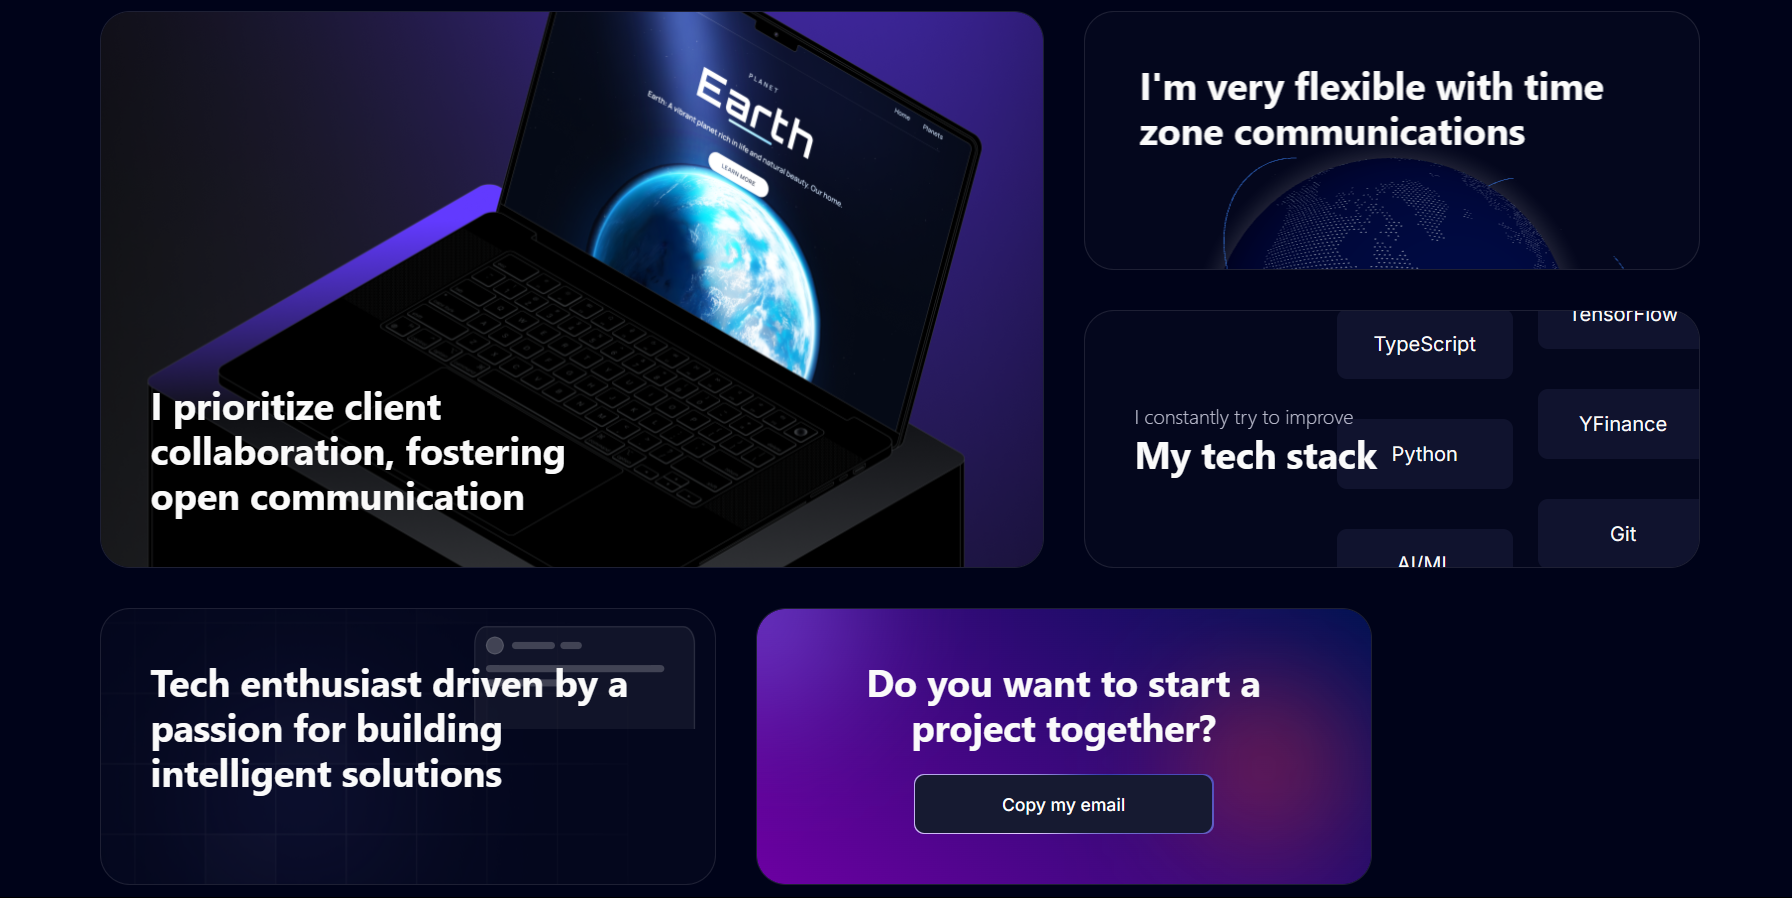 PLANET
Earth
Earth: A vibrant planet rich in life and natural beauty. Our home.
LEARN MORE
Home
Planets
I prioritize client
collaboration, fostering
open communication
I'm very flexible with time
zone communications
TensorFlow
TypeScript
YFinance
I constantly try to improve
My tech stack
Python
Git
AI/ML
Tech enthusiast driven by a
passion for building
intelligent solutions
Do you want to start a
project together?
Copy my email